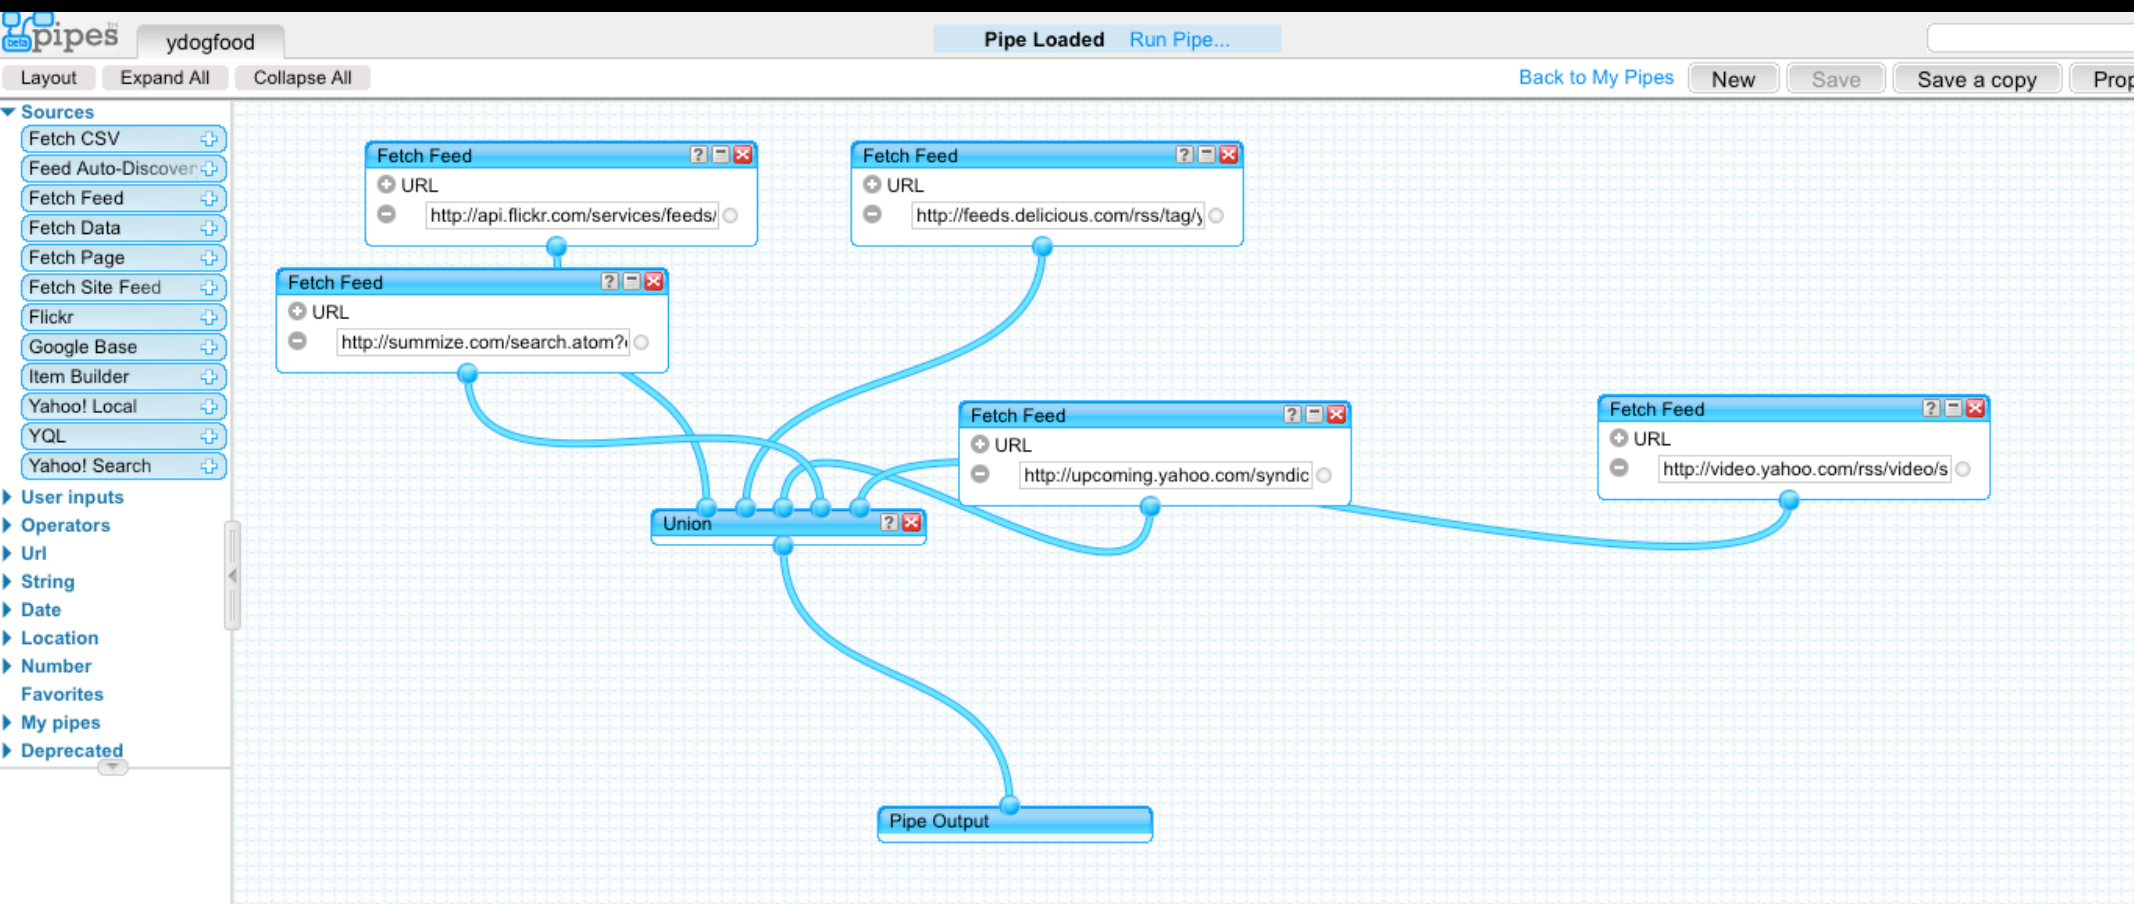 pipes TM
beta
ydogfood
Pipe Loaded Run Pipe...
Layout Expand All Collapse All
Back to My Pipes New Save Save a copy Prop
Sources
Fetch CSV
Feed Auto-Discover
Fetch Feed
Fetch Data
Fetch Page
Fetch Site Feed
Flickr
Google Base
Item Builder
Yahoo! Local
YQL
Yahoo! Search
User inputs
Operators
Url
String
Date
Location
Number
Favorites
My pipes
Deprecated
Fetch Feed ?
URL
http://api.flickr.com/services/feeds/
Fetch Feed ?
URL
http://feeds.delicious.com/rss/tag/y
Fetch Feed ?
URL
http://summize.com/search.atom?
Fetch Feed ?
URL
http://upcoming.yahoo.com/syndic
Fetch Feed ?
URL
http://video.yahoo.com/rss/video/s
Union ?
Pipe Output